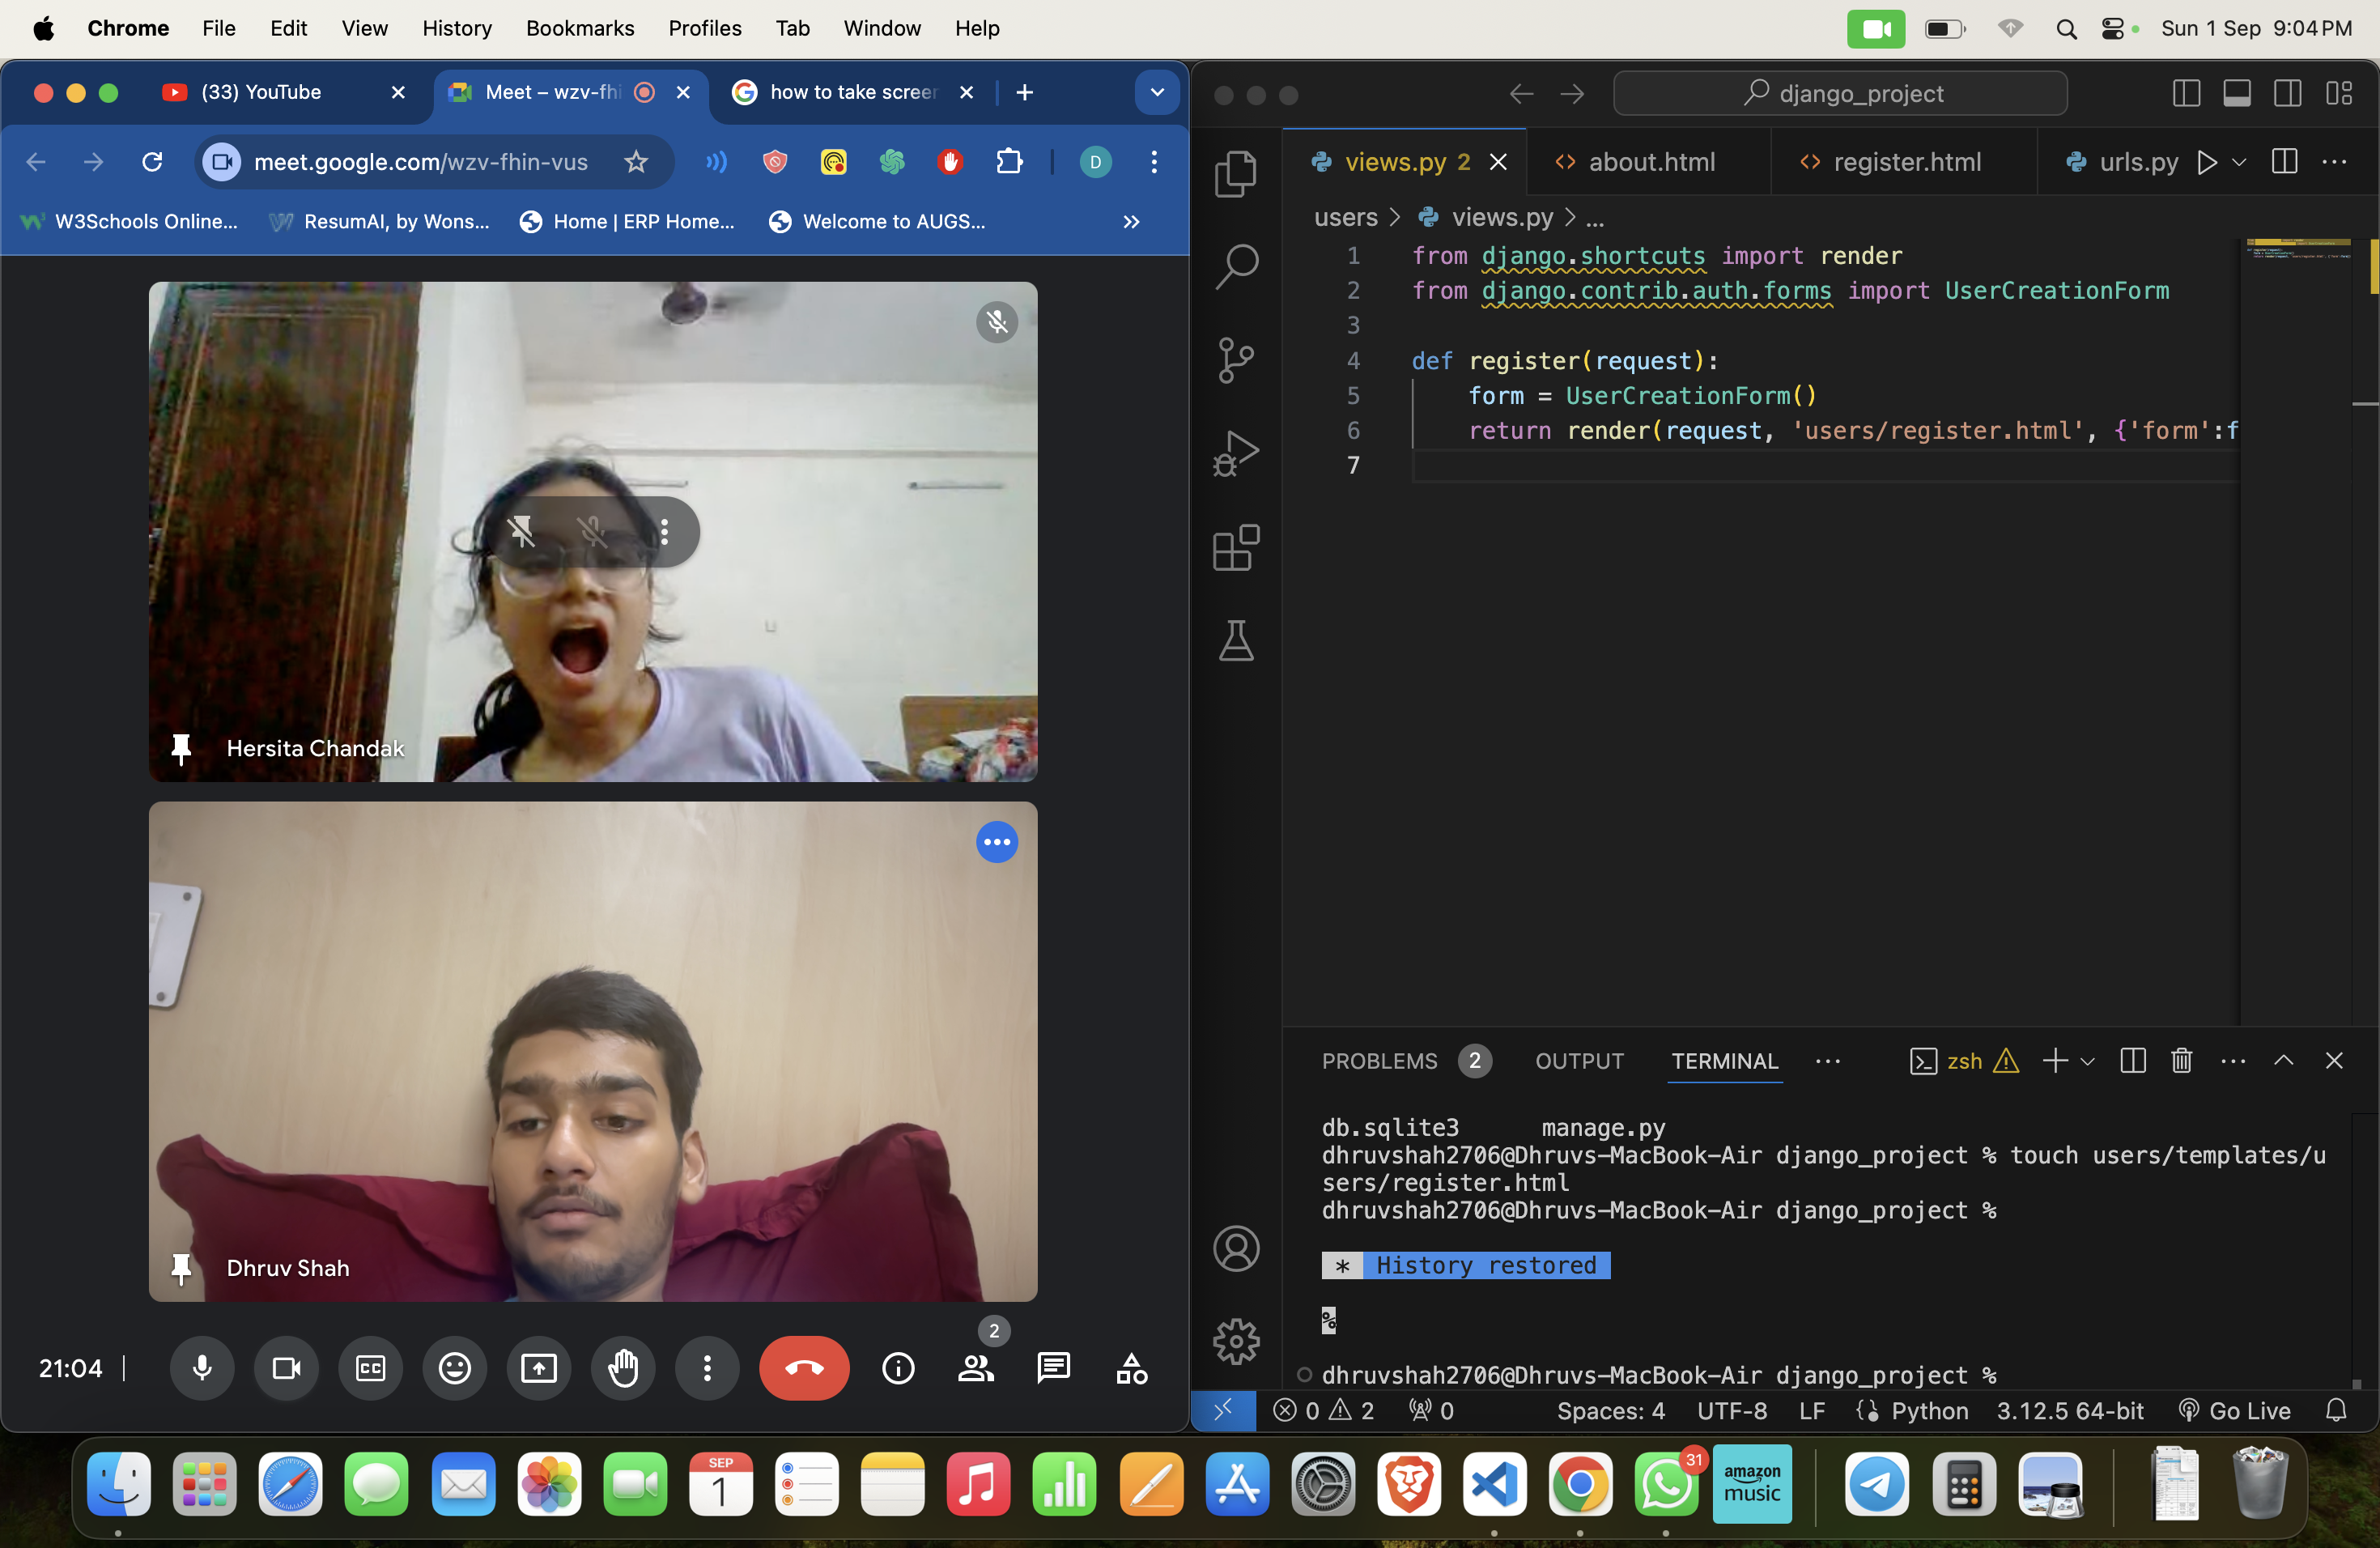 Chrome File Edit View History Bookmarks Profiles Tab Window Help Sun 1 Sep 9:04 PM
(33) YouTube Meet – wzv-fhi how to take screen
meet.google.com/wzv-fhin-vus D
W3Schools Online... ResumAI, by Wons... Home | ERP Home... Welcome to AUGS...
Hersita Chandak
Dhruv Shah
2
21:04
CC
django_project
views.py 2 about.html register.html urls.py
users > views.py > ...
1 from django.shortcuts import render
2 from django.contrib.auth.forms import UserCreationForm
3
4 def register(request):
5 form = UserCreationForm()
6 return render(request, 'users/register.html', {'form':f
7
PROBLEMS 2 OUTPUT TERMINAL zsh
db.sqlite3 manage.py
dhruvshah2706@Dhruvs-MacBook-Air django_project % touch users/templates/u
sers/register.html
dhruvshah2706@Dhruvs-MacBook-Air django_project %
* History restored
%
dhruvshah2706@Dhruvs-MacBook-Air django_project %
0 2 0 Spaces: 4 UTF-8 LF Python 3.12.5 64-bit Go Live
SEP
1
31
amazon
music